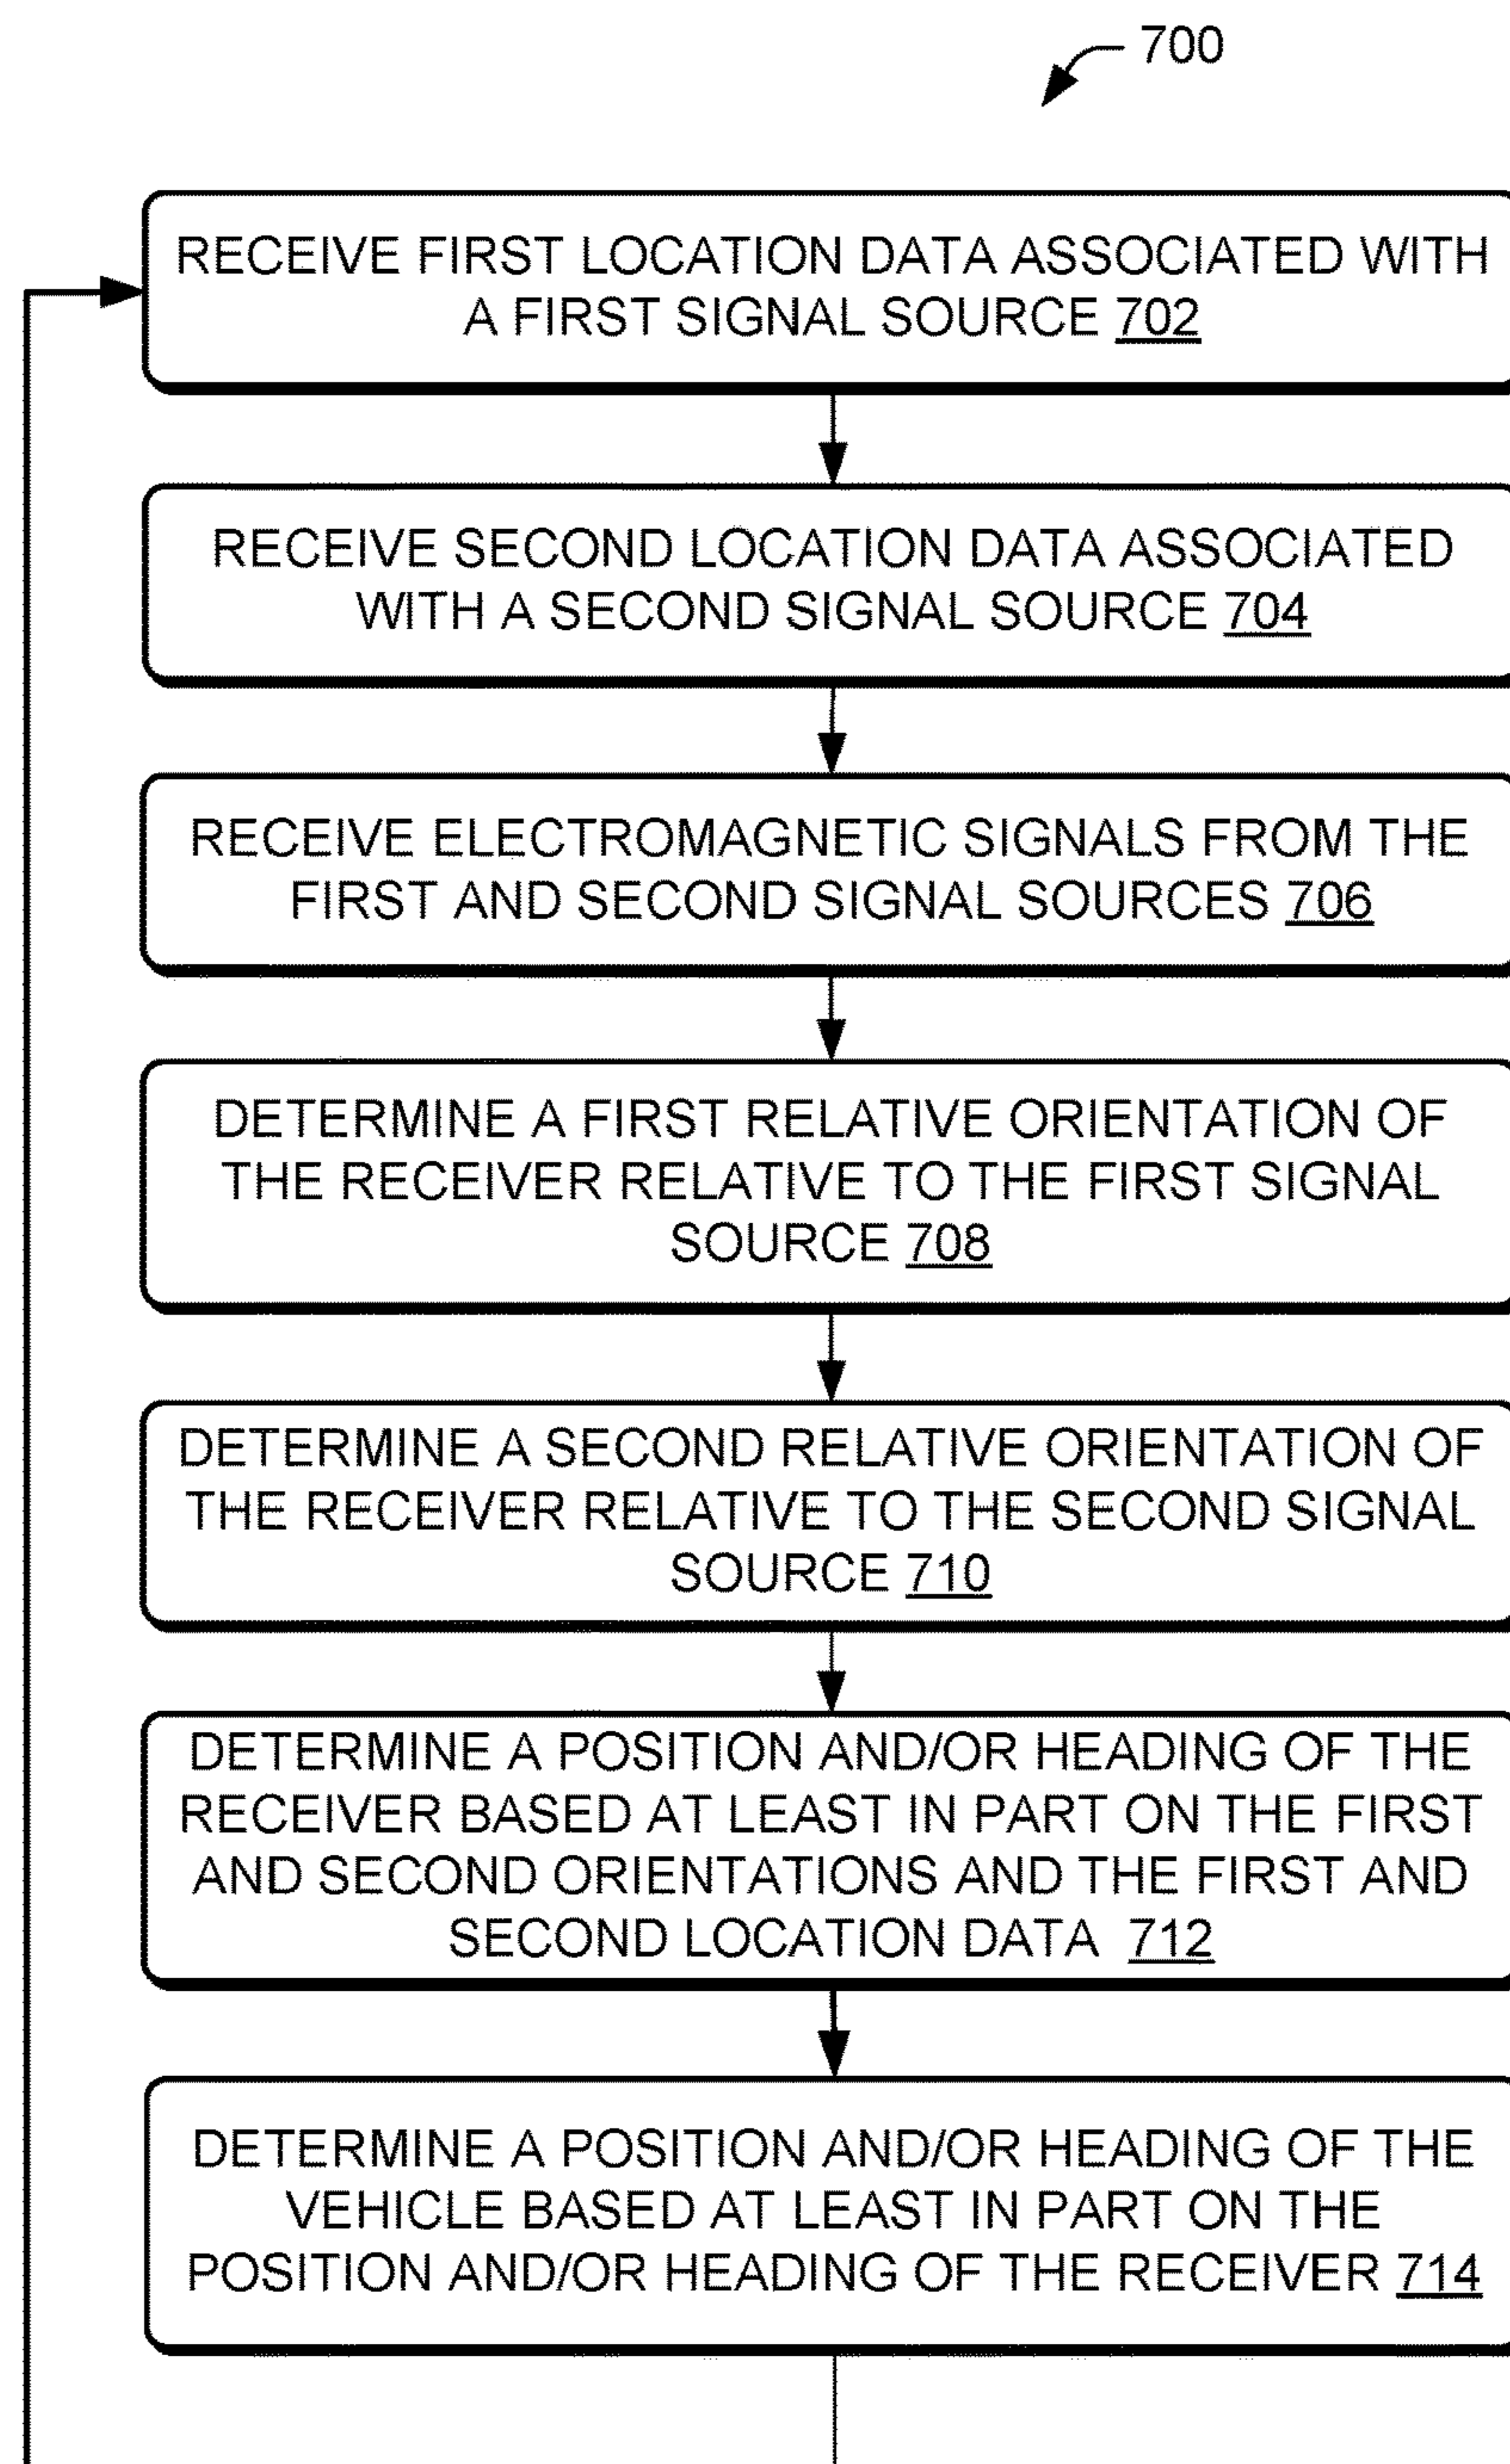 700
RECEIVE FIRST LOCATION DATA ASSOCIATED WITH
A FIRST SIGNAL SOURCE 702
RECEIVE SECOND LOCATION DATA ASSOCIATED
WITH A SECOND SIGNAL SOURCE 704
RECEIVE ELECTROMAGNETIC SIGNALS FROM THE
FIRST AND SECOND SIGNAL SOURCES 706
DETERMINE A FIRST RELATIVE ORIENTATION OF
THE RECEIVER RELATIVE TO THE FIRST SIGNAL
SOURCE 708
DETERMINE A SECOND RELATIVE ORIENTATION OF
THE RECEIVER RELATIVE TO THE SECOND SIGNAL
SOURCE 710
DETERMINE A POSITION AND/OR HEADING OF THE
RECEIVER BASED AT LEAST IN PART ON THE FIRST
AND SECOND ORIENTATIONS AND THE FIRST AND
SECOND LOCATION DATA 712
DETERMINE A POSITION AND/OR HEADING OF THE
VEHICLE BASED AT LEAST IN PART ON THE
POSITION AND/OR HEADING OF THE RECEIVER 714